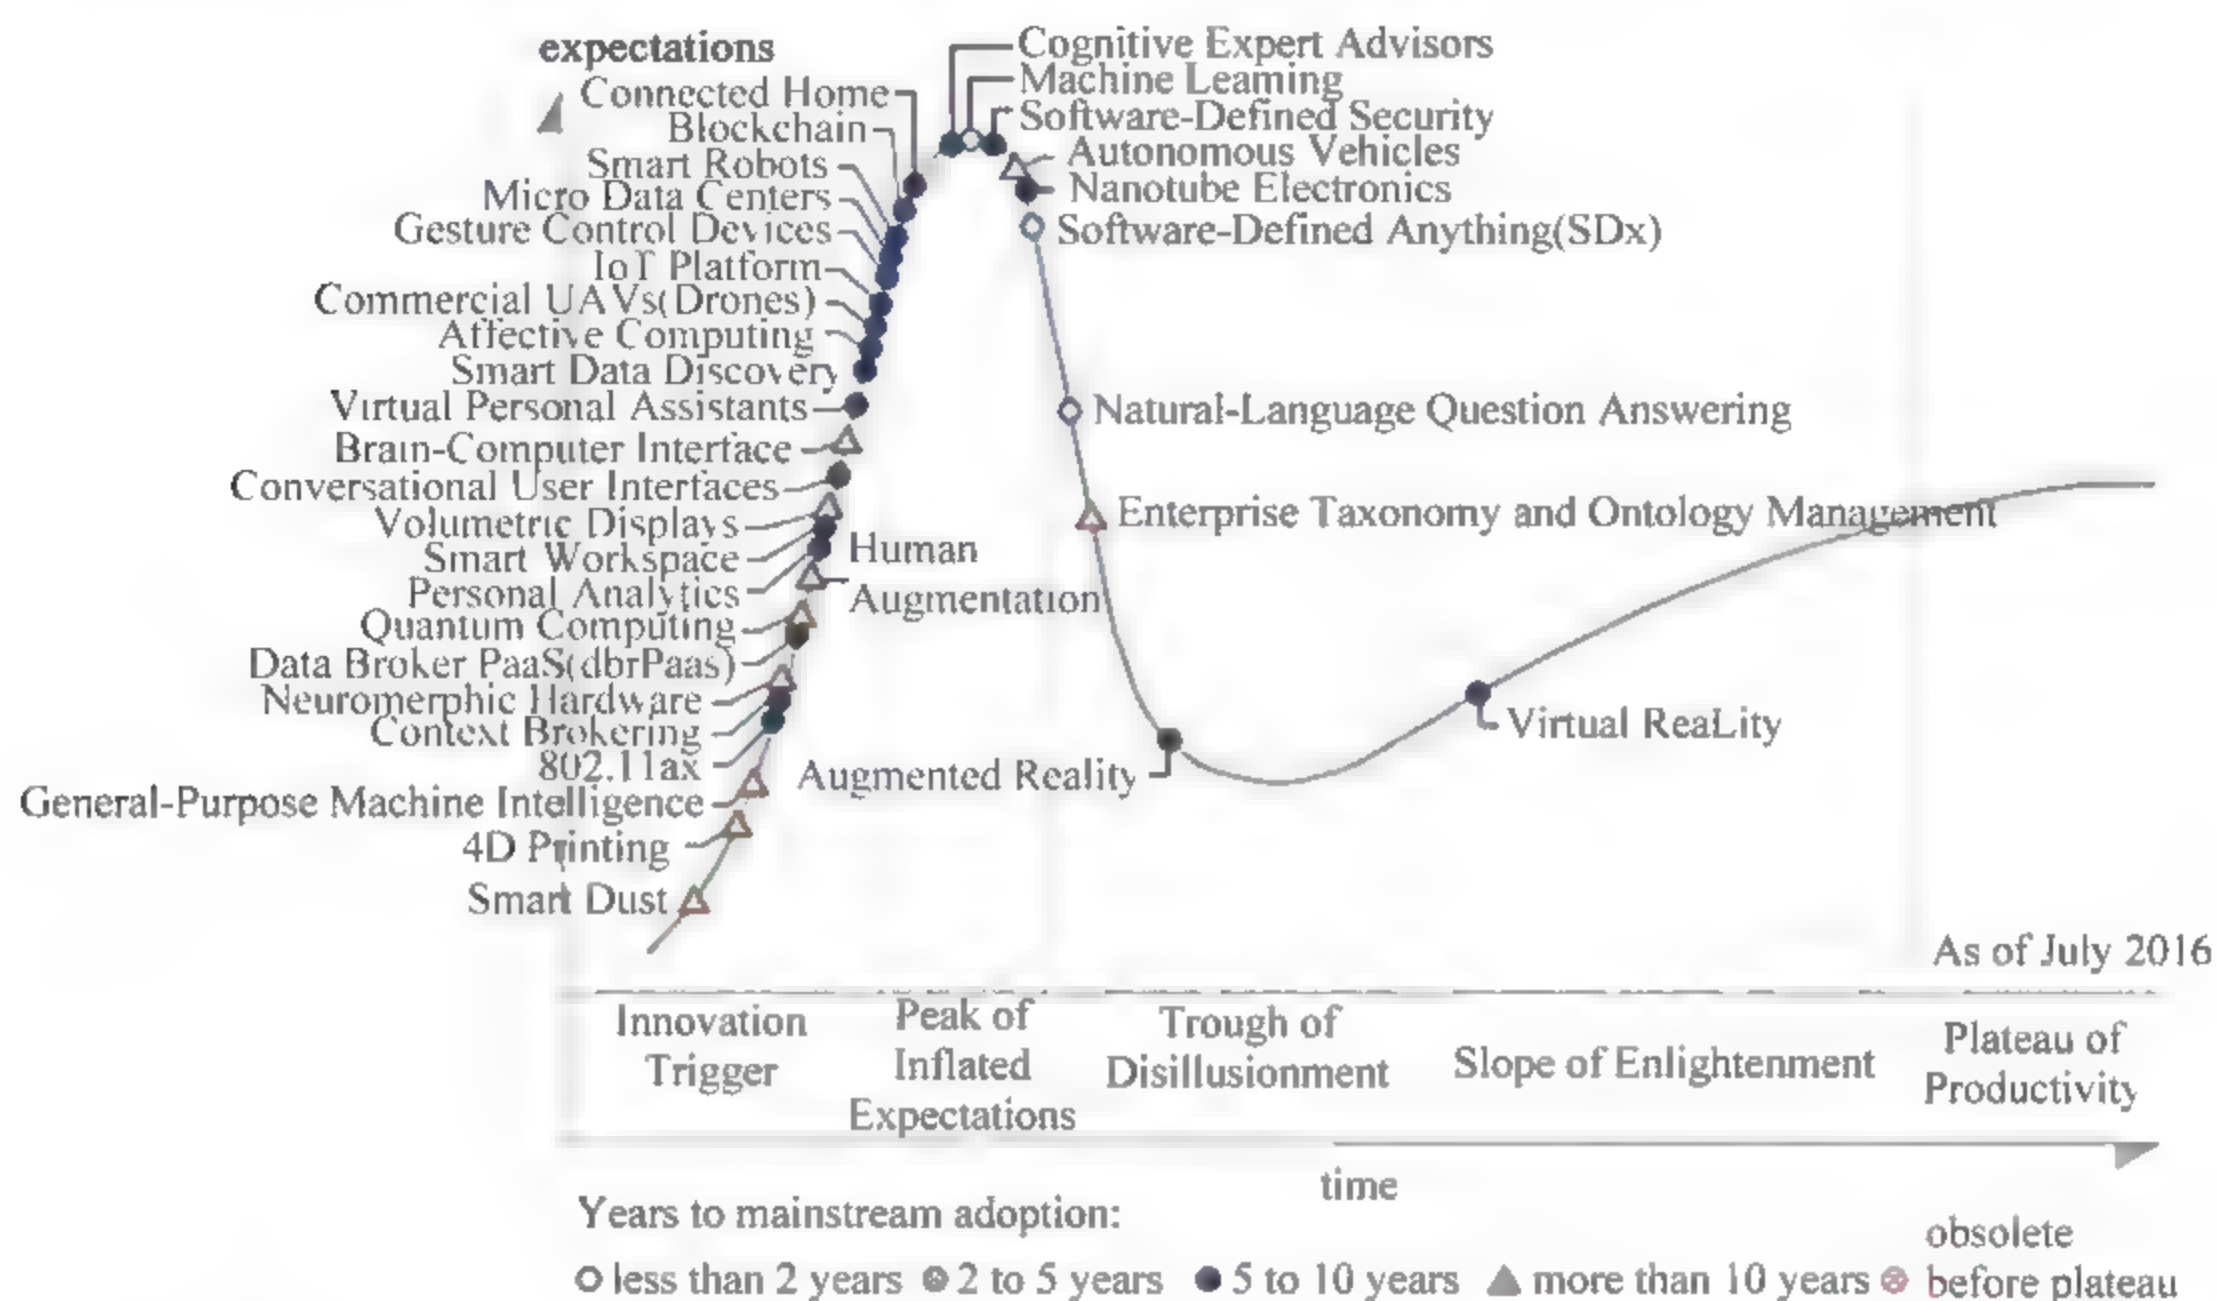 expectations
Connected Home
Blockchain
Smart Robots
Micro Data Centers
Gesture Control Devices
IoT Platform
Commercial UAVs(Drones)
Affective Computing
Smart Data Discovery
Virtual Personal Assistants
Brain-Computer Interface
Conversational User Interfaces
Volumetric Displays
Smart Workspace
Personal Analytics
Quantum Computing
Data Broker PaaS(dbrPaas)
Neuromerphic Hardware
Context Brokering
802.11ax
General-Purpose Machine Intelligence
4D Printing
Smart Dust
Cognitive Expert Advisors
Machine Learning
Software-Defined Security
Autonomous Vehicles
Nanotube Electronics
Software-Defined Anything(SDx)
Natural-Language Question Answering
Enterprise Taxonomy and Ontology Management
Human
Augmentation
Augmented Reality
Virtual ReaLity
As of July 2016
Innovation
Trigger
Peak of
Inflated
Expectations
Trough of
Disillusionment
Slope of Enlightenment
Plateau of
Productivity
time
Years to mainstream adoption:
less than 2 years
2 to 5 years
5 to 10 years
more than 10 years
obsolete
before plateau